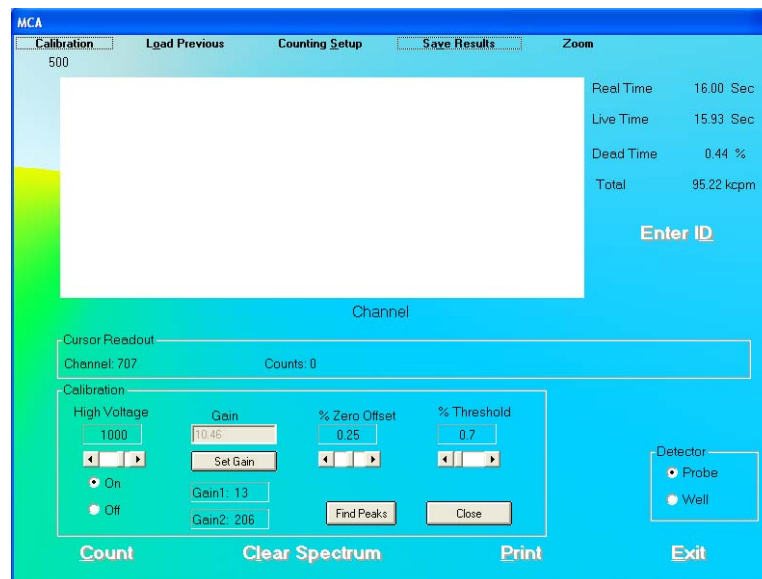 MCA
Calibration Load Previous Counting Setup Save Results Zoom
500
Real Time 16.00 Sec
Live Time 15.93 Sec
Dead Time 0.44 %
Total 95.22 kcpm
Enter ID
Channel
Cursor Readout
Channel: 707 Counts: 0
Calibration
High Voltage Gain % Zero Offset % Threshold
1000 10.46 0.25 0.7
Set Gain
On
Off
Gain1: 13
Gain2: 206
Find Peaks Close
Detector
Probe
Well
Count Clear Spectrum Print Exit